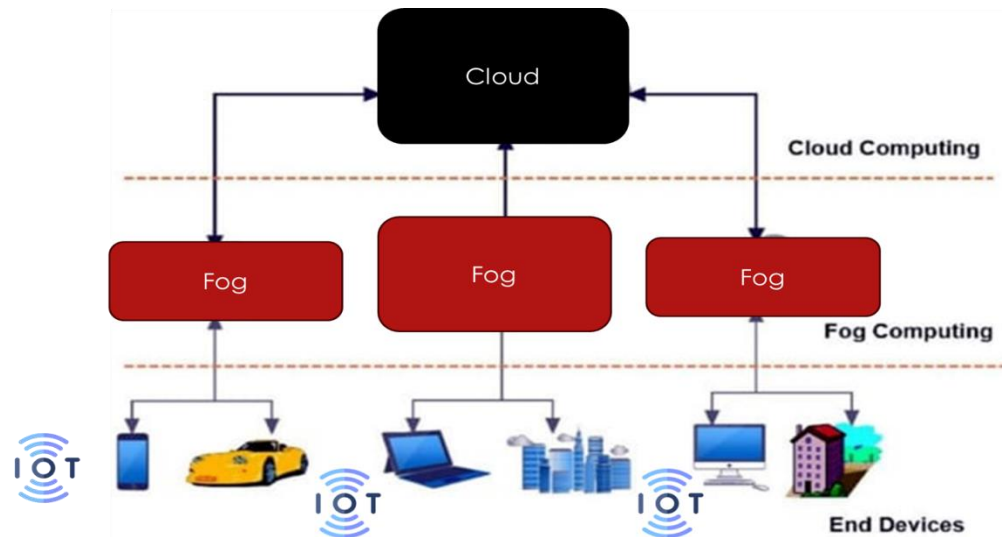 Cloud
Cloud Computing
Fog
Fog
Fog
Fog Computing
IOT
IOT
IOT
End Devices